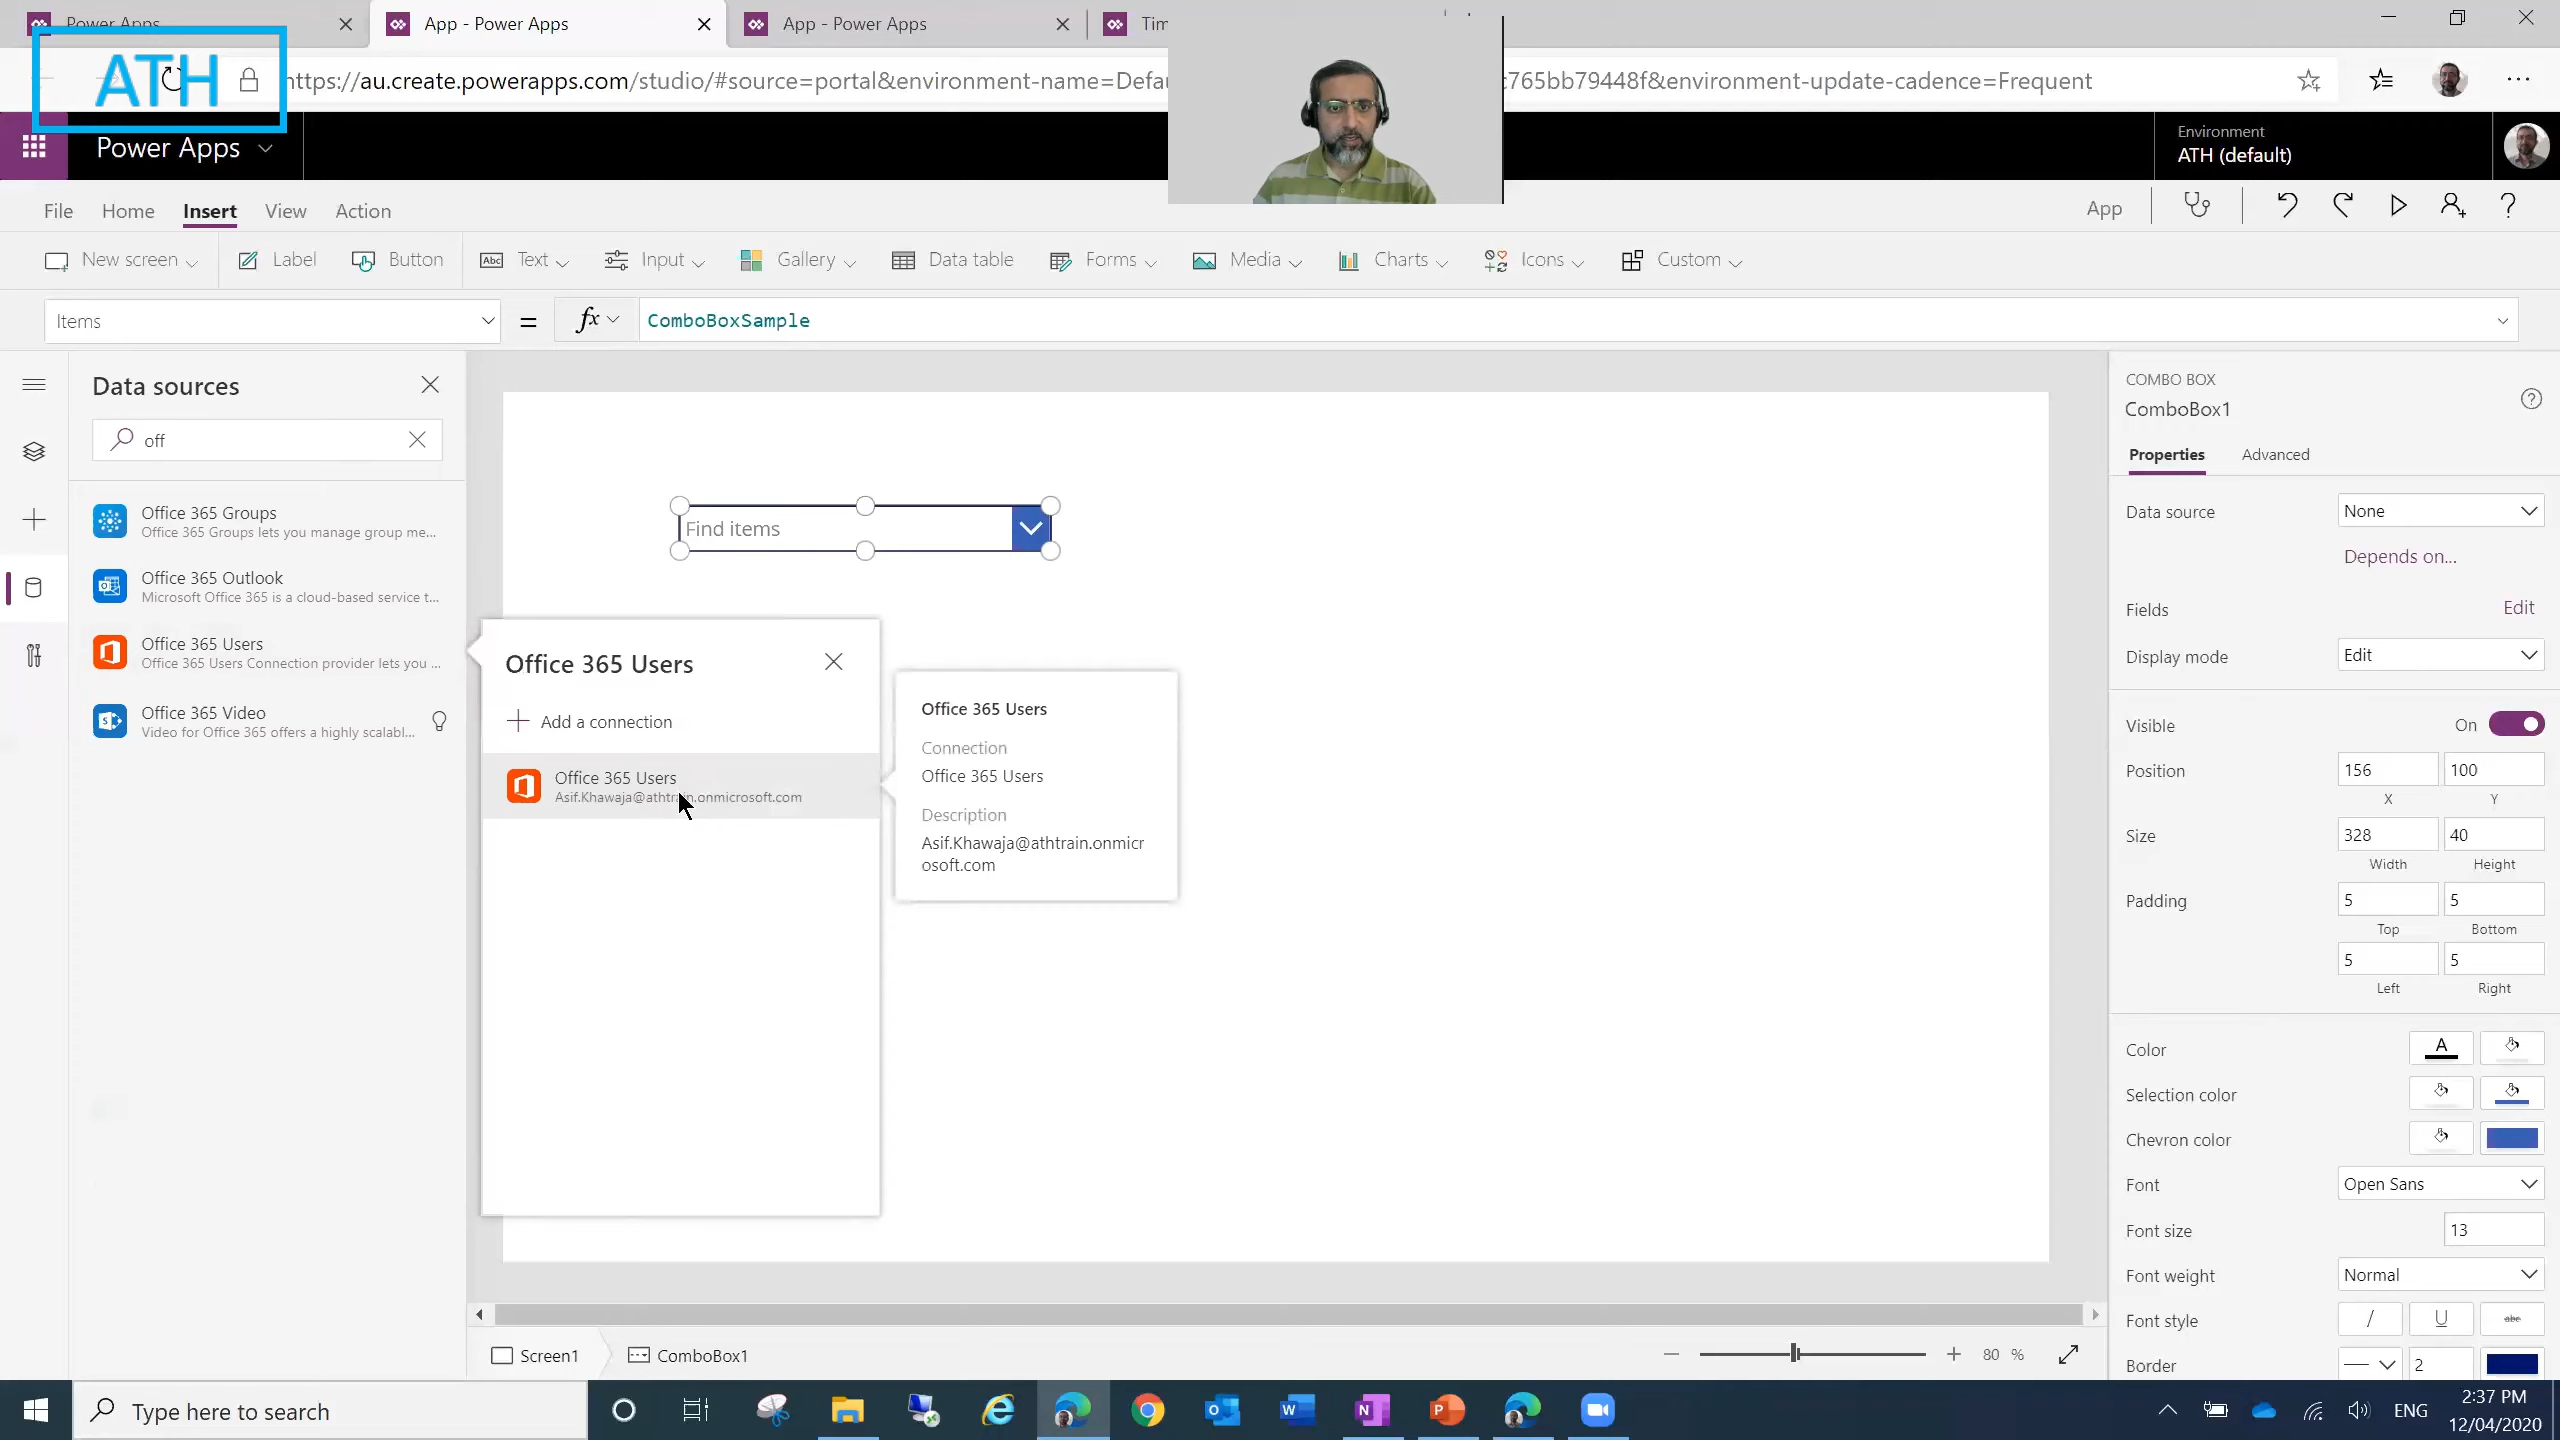 Power Apps
App - Power Apps
App - Power Apps
Tim
ATH
https://au.create.powerapps.com/studio/#source=portal&environment-name=Defau
c765bb79448f&environment-update-cadence=Frequent
Power Apps
Environment
ATH (default)
File
Home
Insert
View
Action
App
New screen
Label
Button
Text
Input
Gallery
Data table
Forms
Media
Charts
Icons
Custom
Items
=
fx
ComboBoxSample
Data sources
off
Office 365 Groups
Office 365 Groups lets you manage group me...
Office 365 Outlook
Microsoft Office 365 is a cloud-based service t...
Office 365 Users
Office 365 Users Connection provider lets you ...
Office 365 Video
Video for Office 365 offers a highly scalabl...
Find items
Office 365 Users
Add a connection
Office 365 Users
Asif.Khawaja@athtrain.onmicrosoft.com
Office 365 Users
Connection
Office 365 Users
Description
Asif.Khawaja@athtrain.onmicr
osoft.com
COMBO BOX
ComboBox1
Properties
Advanced
Data source
None
Depends on...
Fields
Edit
Display mode
Edit
Visible
On
Position
156
100
X
Y
Size
328
40
Width
Height
Padding
5
5
Top
Bottom
5
5
Left
Right
Color
A
Selection color
Chevron color
Font
Open Sans
Font size
13
Font weight
Normal
Font style
/
U
abc
Border
2
Screen1
ComboBox1
80 %
Type here to search
ENG
2:37 PM
12/04/2020